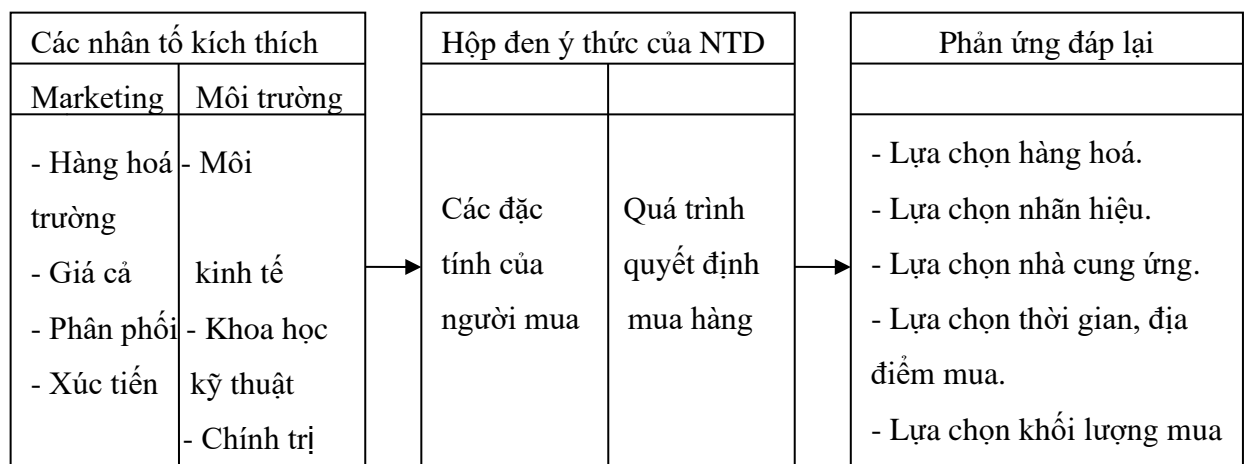 Các nhân tố kích thích
Marketing Môi trường
- Hàng hoá - Môi
trường
- Giá cả kinh tế
- Phân phối - Khoa học
- Xúc tiến kỹ thuật
- Chính trị
Hộp đen ý thức của NTD
Các đặc
tính của
người mua
Quá trình
quyết định
mua hàng
Phản ứng đáp lại
- Lựa chọn hàng hoá.
- Lựa chọn nhãn hiệu.
- Lựa chọn nhà cung ứng.
- Lựa chọn thời gian, địa
điểm mua.
- Lựa chọn khối lượng mua